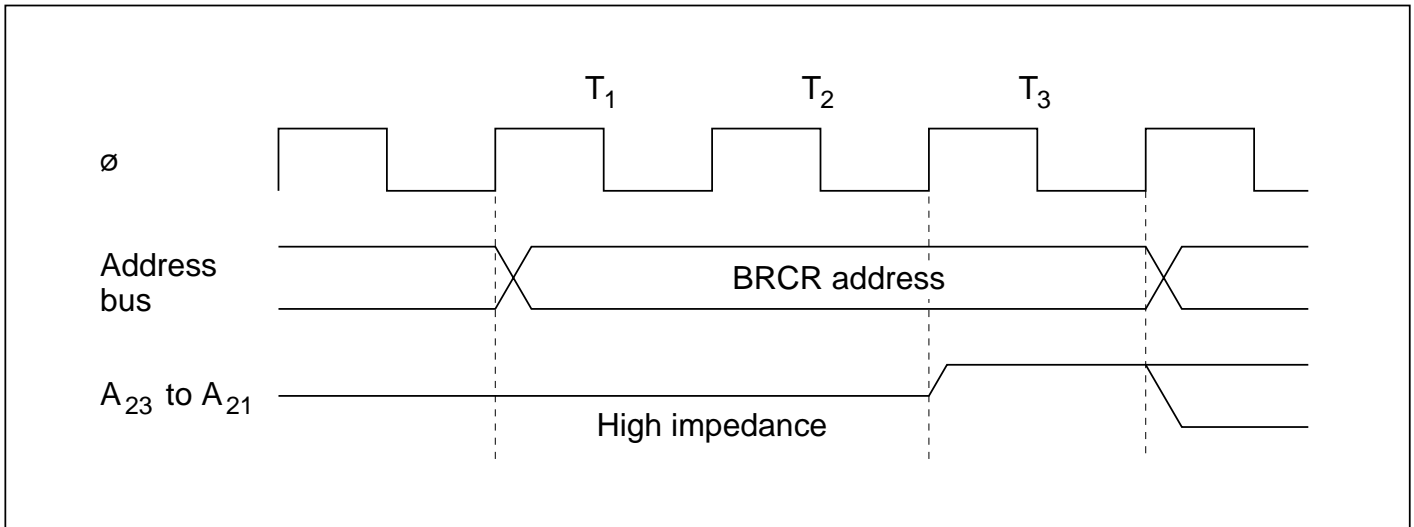 T1 T2 T3
ø
Address
bus
BRCR address
A23 to A21
High impedance